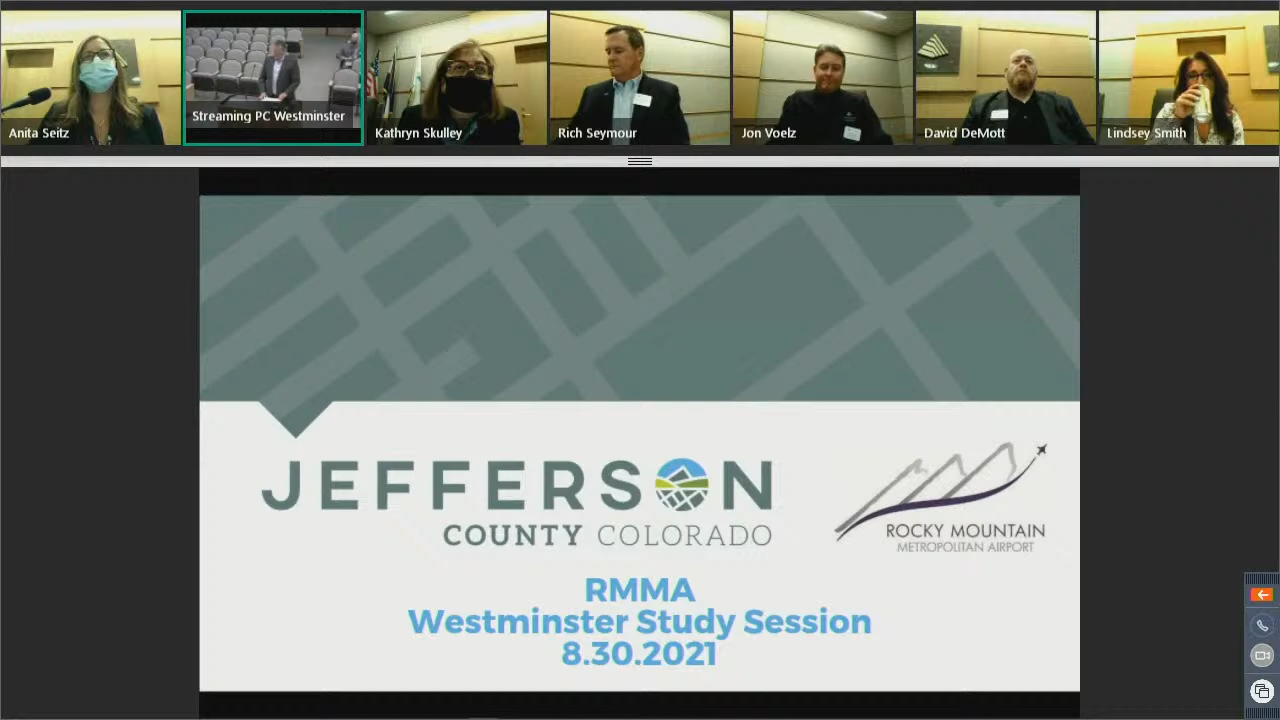 Anita Seitz
Streaming PC Westminster
Kathryn Skulley
Rich Seymour
Jon Voelz
David DeMott
Lindsey Smith
JEFFERSON
COUNTY COLORADO
ROCKY MOUNTAIN
METROPOLITAN AIRPORT
RMMA
Westminster Study Session
8.30.2021